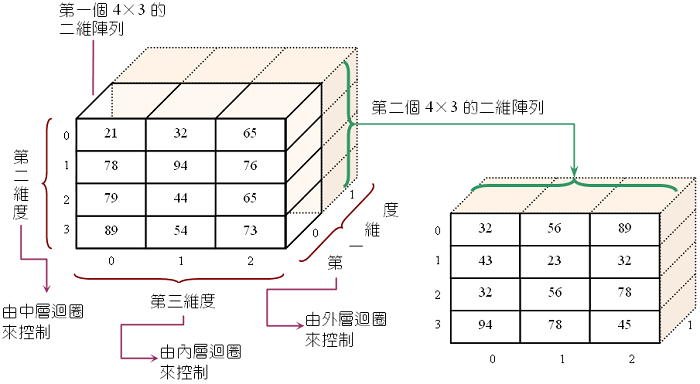 第一個 4×3 的
二維陣列
第二個 4×3 的二維陣列
0 21 32 65
1 78 94 76
2 79 44 65
3 89 54 73
0 1 2
0
1
第二維度
第三維度
第一維度
由中層迴圈
來控制
由內層迴圈
來控制
由外層迴圈
來控制
0 32 56 89
1 43 23 32
2 32 56 78
3 94 78 45
1
0 1 2